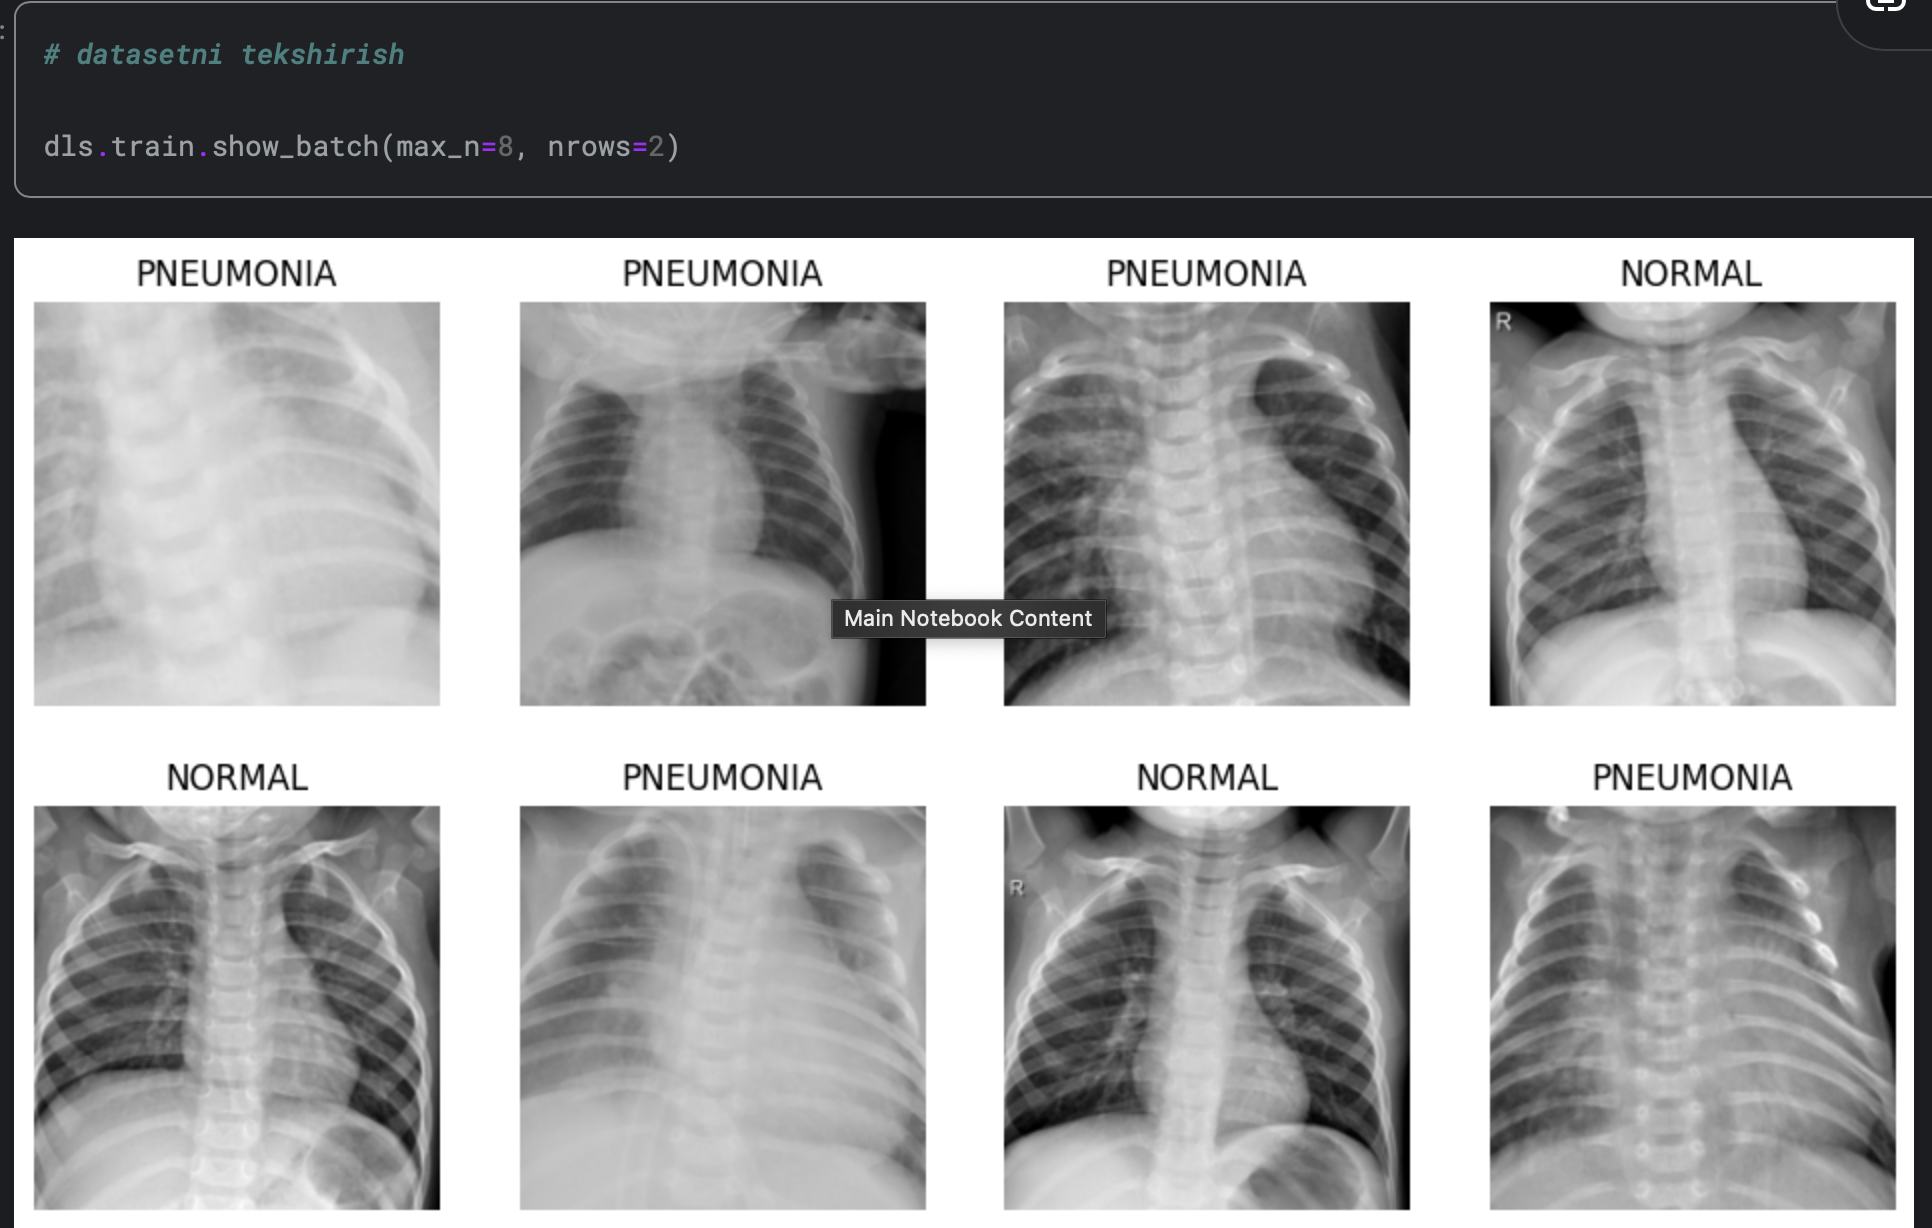 # datasetni tekshirish
dls.train.show_batch(max_n=8, nrows=2)
PNEUMONIA
PNEUMONIA
PNEUMONIA
NORMAL
R
Main Notebook Content
NORMAL
PNEUMONIA
NORMAL
PNEUMONIA
R